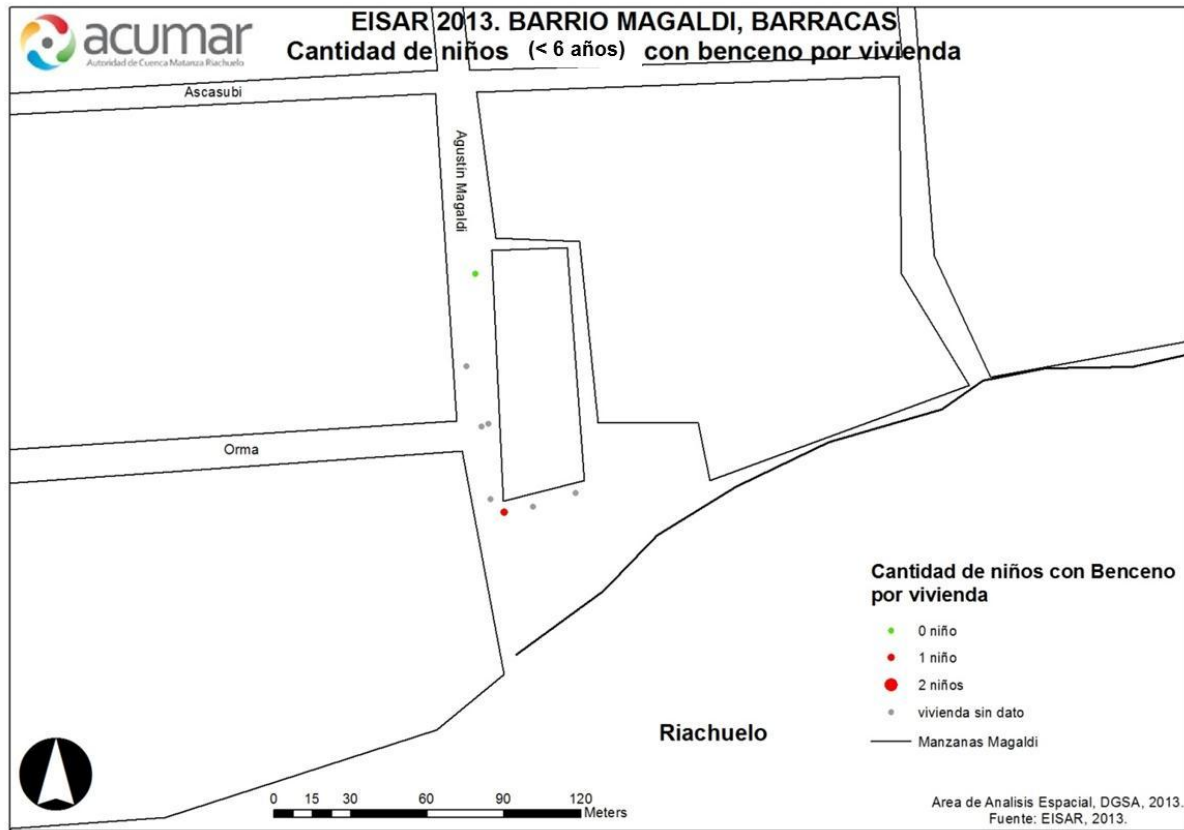 acumar
Autoridad de Cuenca Matanza Riachuelo
EISAR 2013. BARRIO MAGALDI, BARRACAS
Cantidad de niños (< 6 años) con benceno por vivienda
Ascasubi
Agustin Magaldi
Orma
Riachuelo
Cantidad de niños con Benceno
por vivienda
0 niño
1 niño
2 niños
vivienda sin dato
Manzanas Magaldi
0 15 30 60 90 120
Meters
Area de Analisis Espacial, DGSA, 2013.
Fuente: EISAR, 2013.